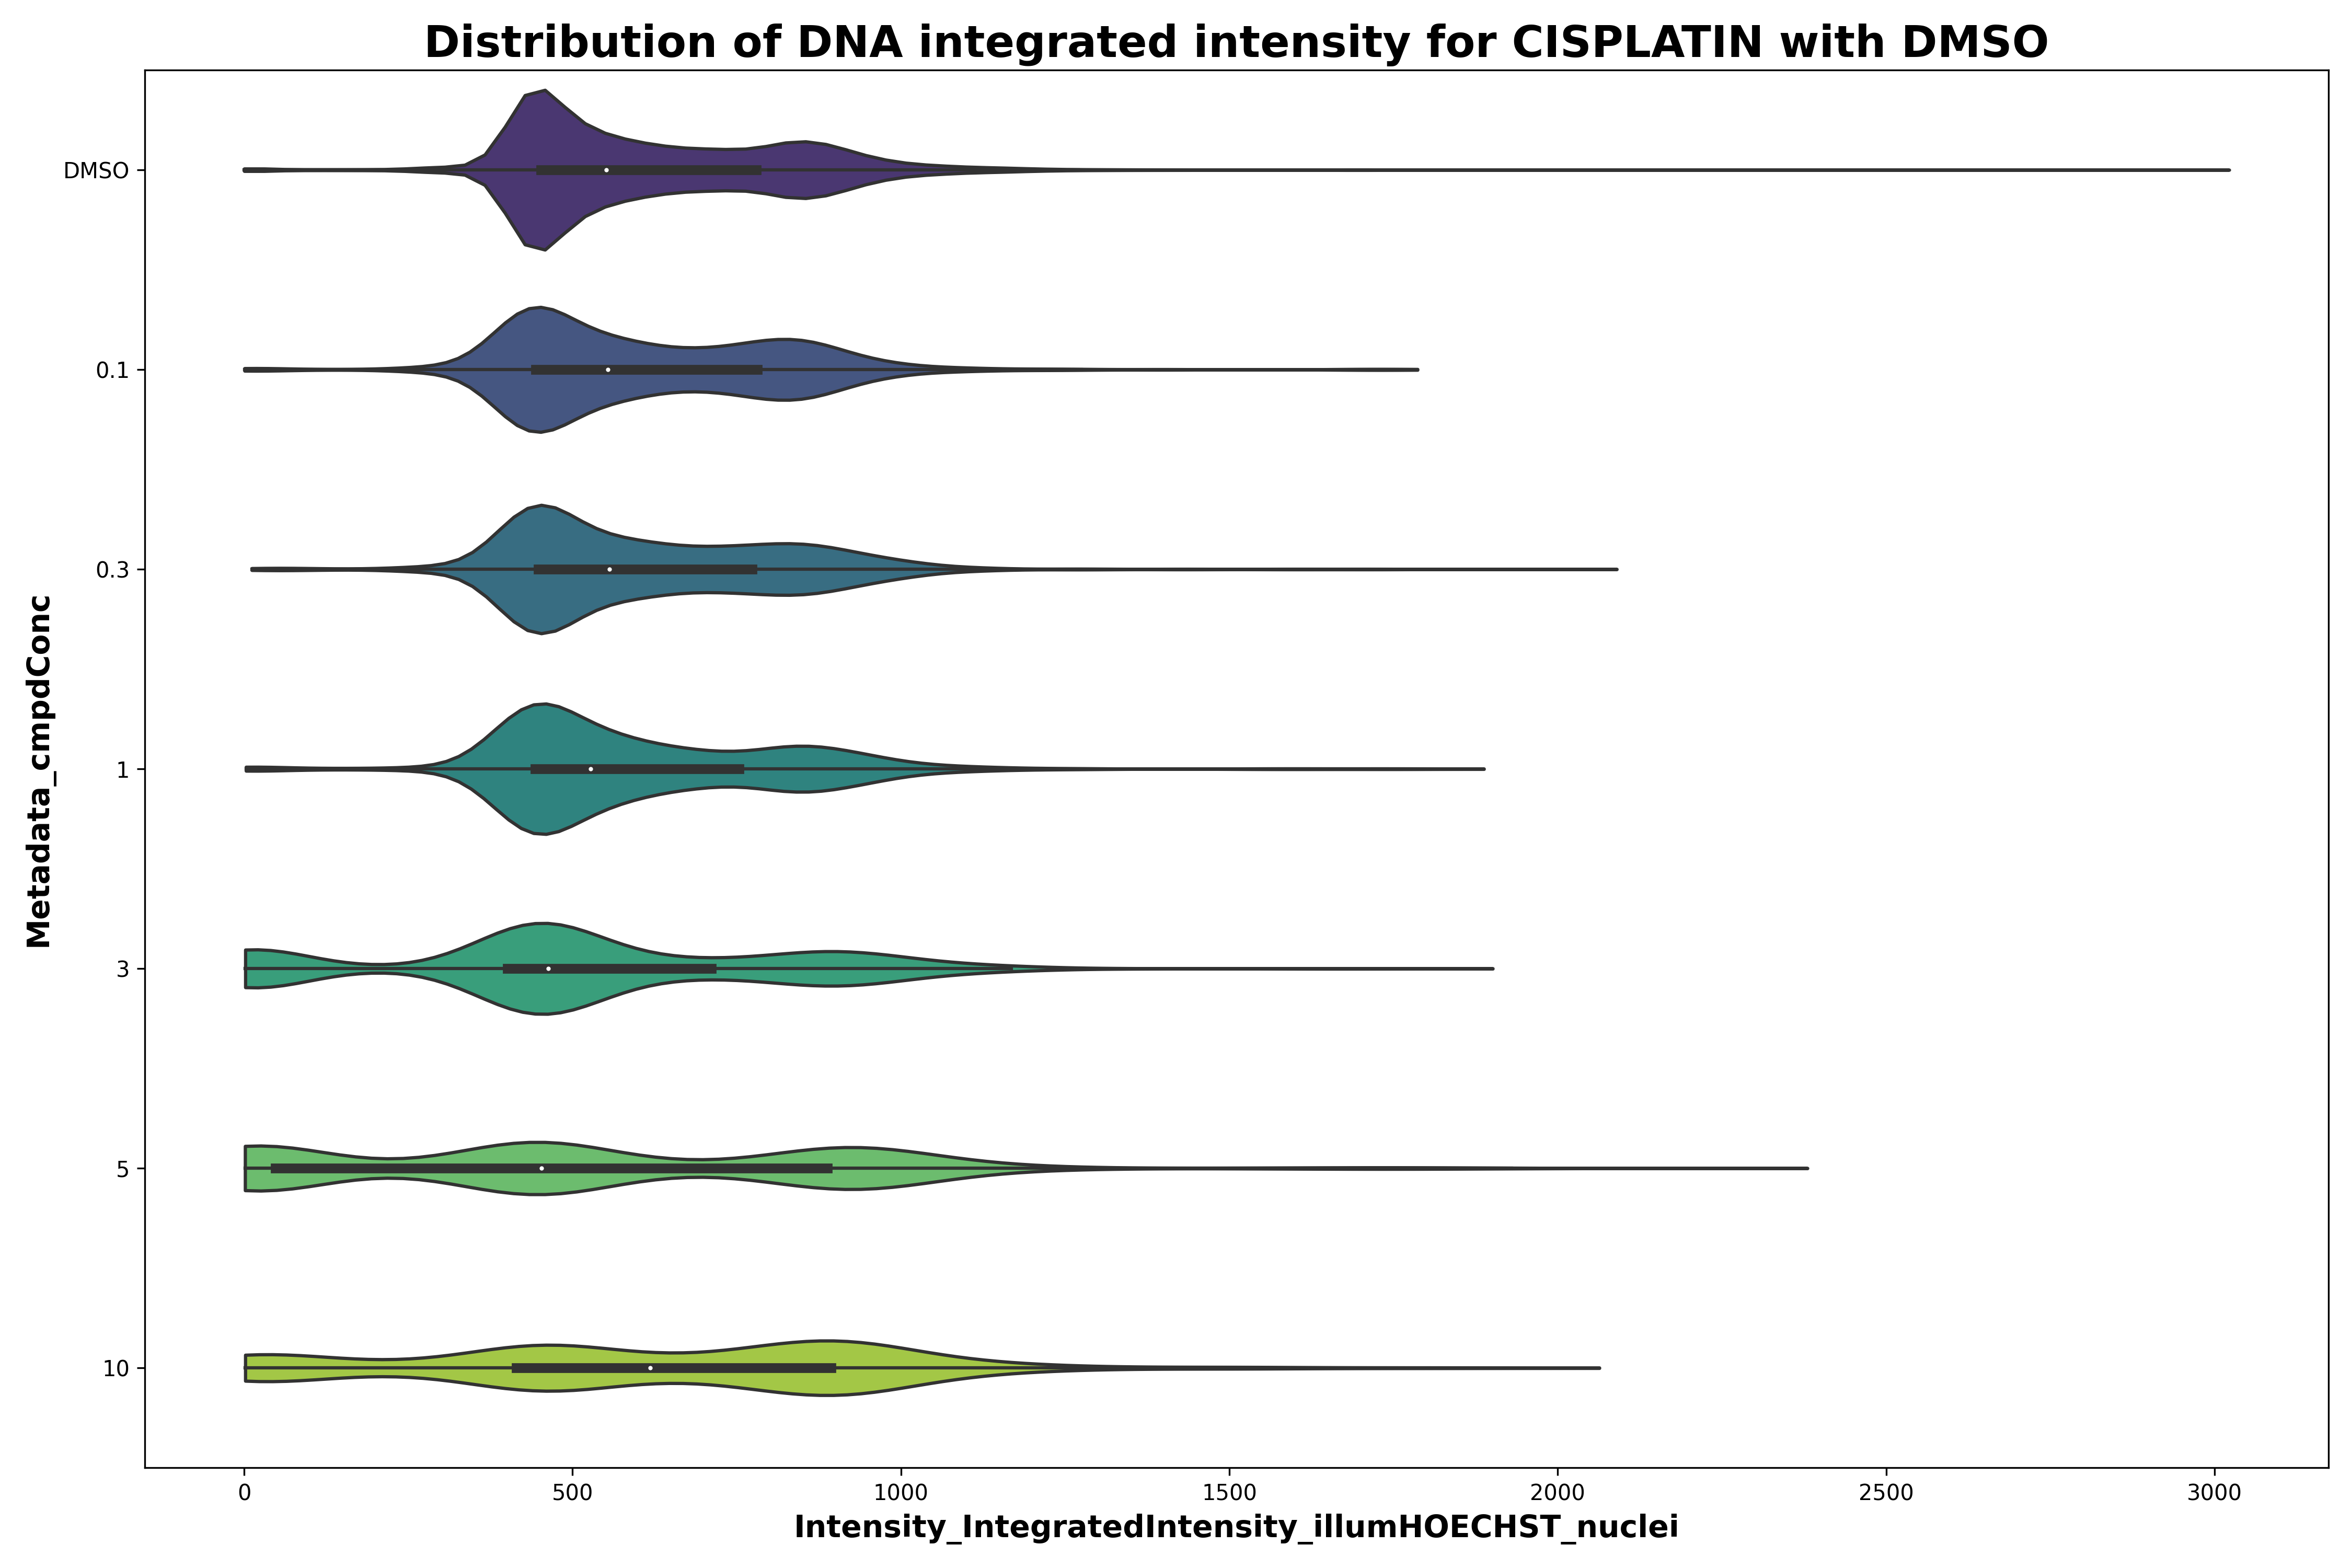 Distribution of DNA integrated intensity for CISPLATIN with DMSO
Metadata_cmpdConc
DMSO
0.1
0.3
1
3
5
10
0 500 1000 1500 2000 2500 3000
Intensity_IntegratedIntensity_illumHOECHST_nuclei